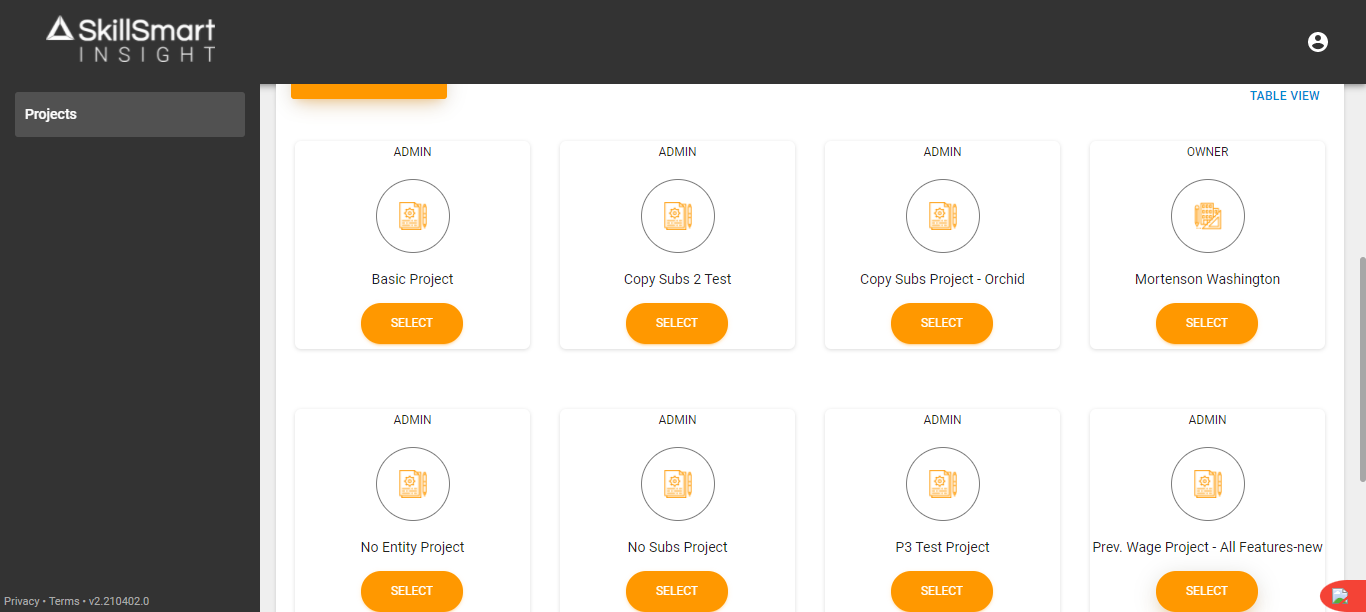 SkillSmart
INSIGHT
Projects
TABLE VIEW
ADMIN
ADMIN
ADMIN
OWNER
Basic Project
Copy Subs 2 Test
Copy Subs Project - Orchid
Mortenson Washington
SELECT
SELECT
SELECT
SELECT
ADMIN
ADMIN
ADMIN
ADMIN
No Entity Project
No Subs Project
P3 Test Project
Prev. Wage Project - All Features-new
SELECT
SELECT
SELECT
SELECT
Privacy • Terms • v2.210402.0